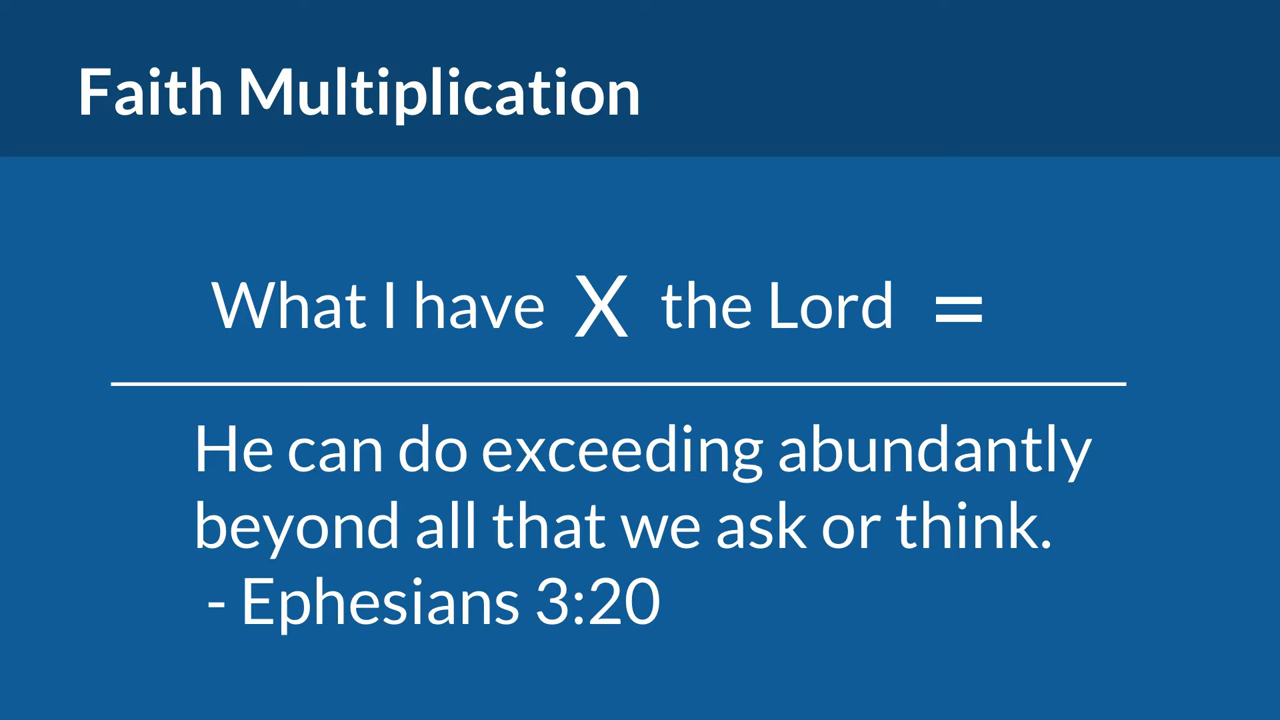 Faith Multiplication
What I have X the Lord =
He can do exceeding abundantly
beyond all that we ask or think.
- Ephesians 3:20